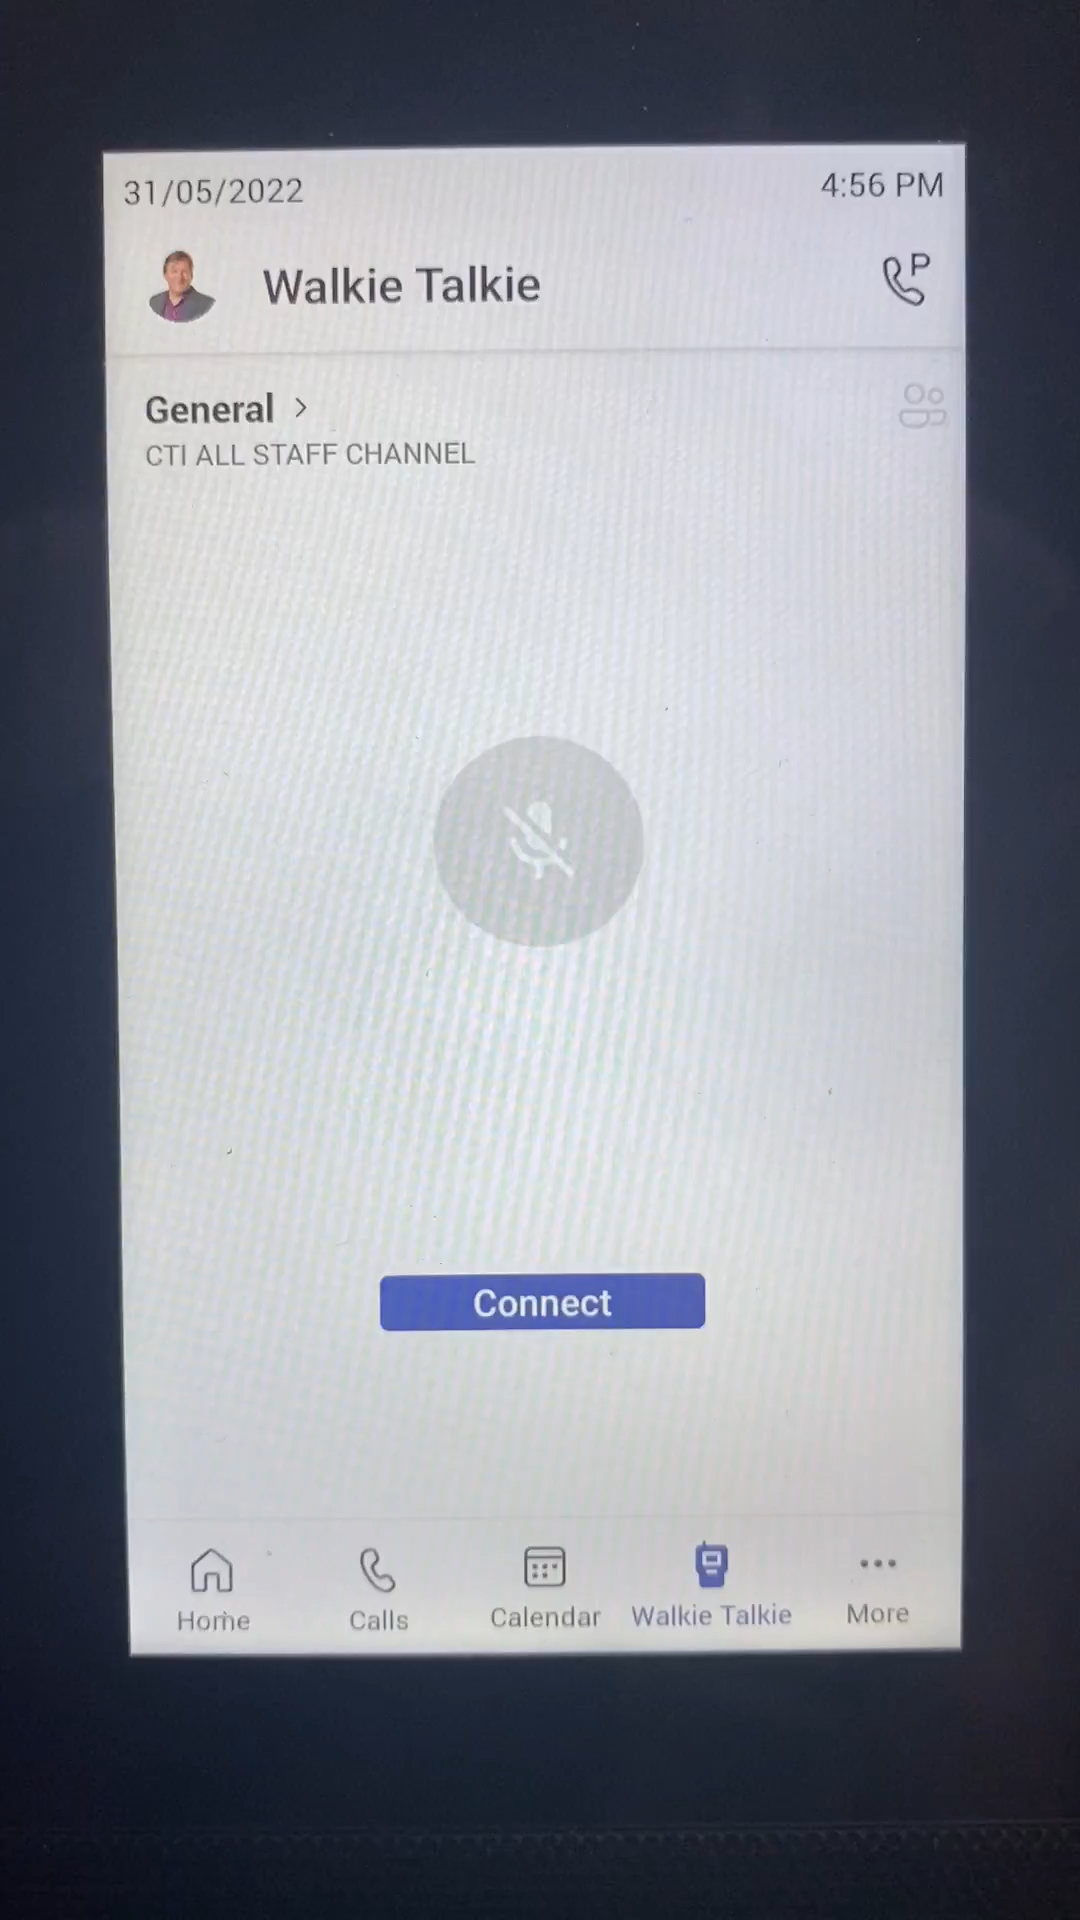 31/05/2022
4:56 PM
Walkie Talkie
P
General >
CTI ALL STAFF CHANNEL
Connect
Home
Calls
Calendar
Walkie Talkie
More